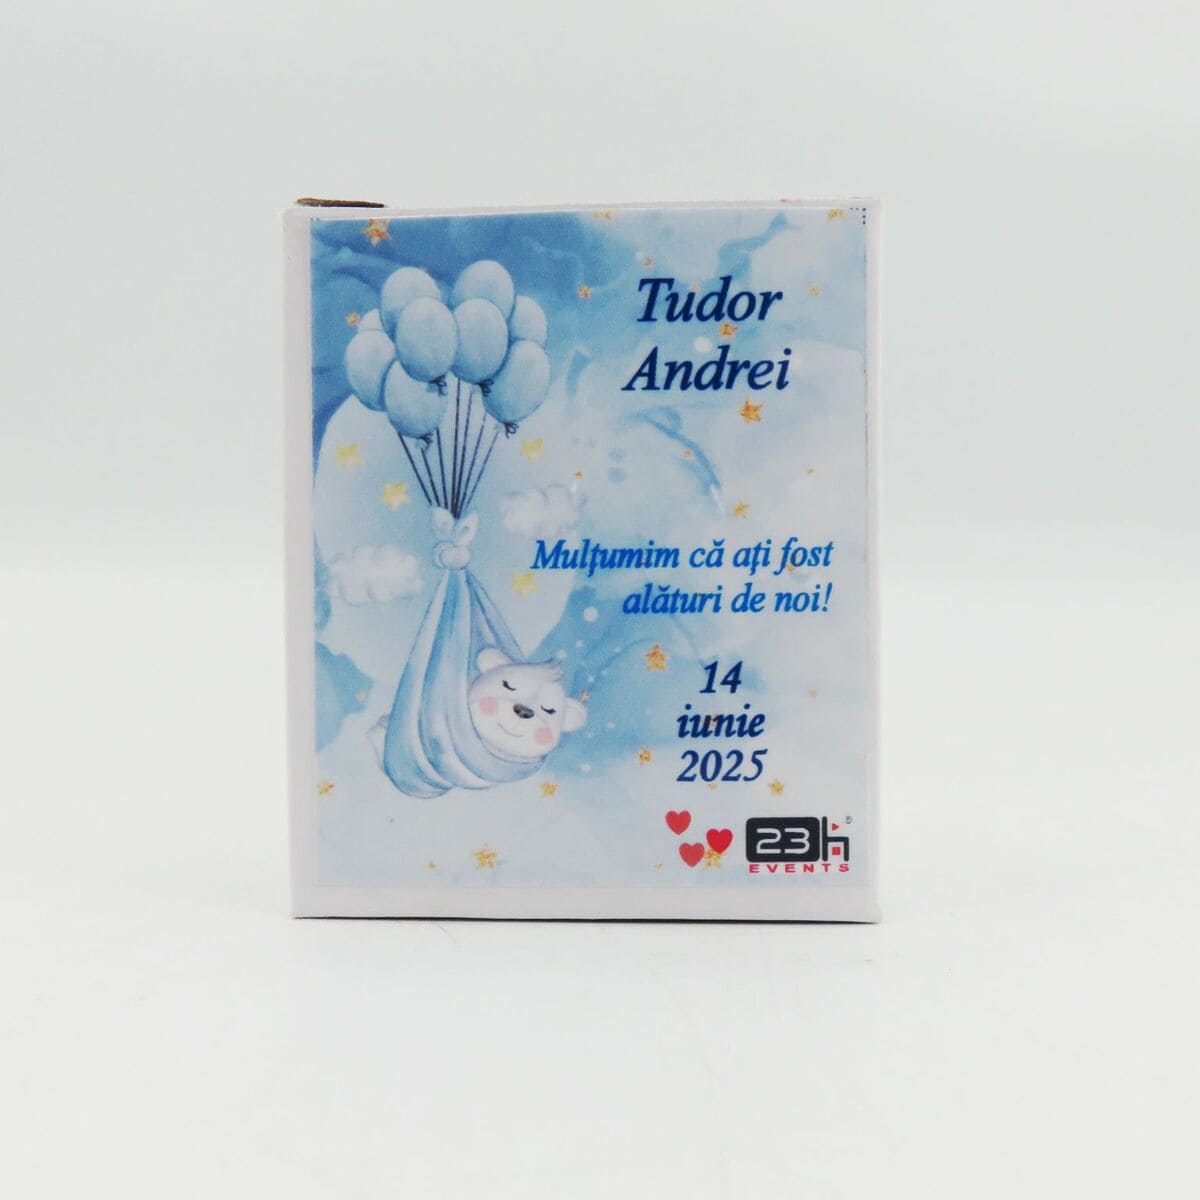 Tudor
Andrei
Mulțumim că ați fost
alături de noi!
14
iunie
2025
23h®
EVENTS